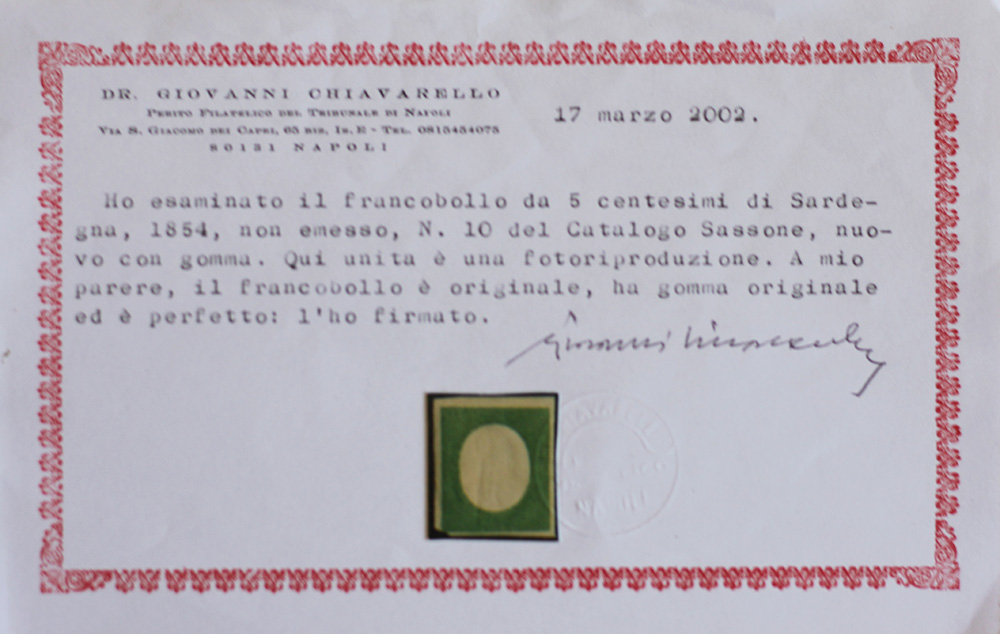 DR. GIOVANNI CHIAVARELLO
PERITO FILATELICO DEL TRIBUNALE DI NAPOLI
VIA S. GIACOMO DEI CAPRI, 65 BIS, IS. E - TEL. 0815454075
80131 NAPOLI
17 marzo 2002.
Ho esaminato il francobollo da 5 centesimi di Sarde-
gna, 1854, non emesso, N. 10 del Catalogo Sassone, nuo-
vo con gomma. Qui unita è una fotoriproduzione. A mio
parere, il francobollo è originale, ha gomma originale
ed è perfetto: l'ho firmato.
NAPOLI